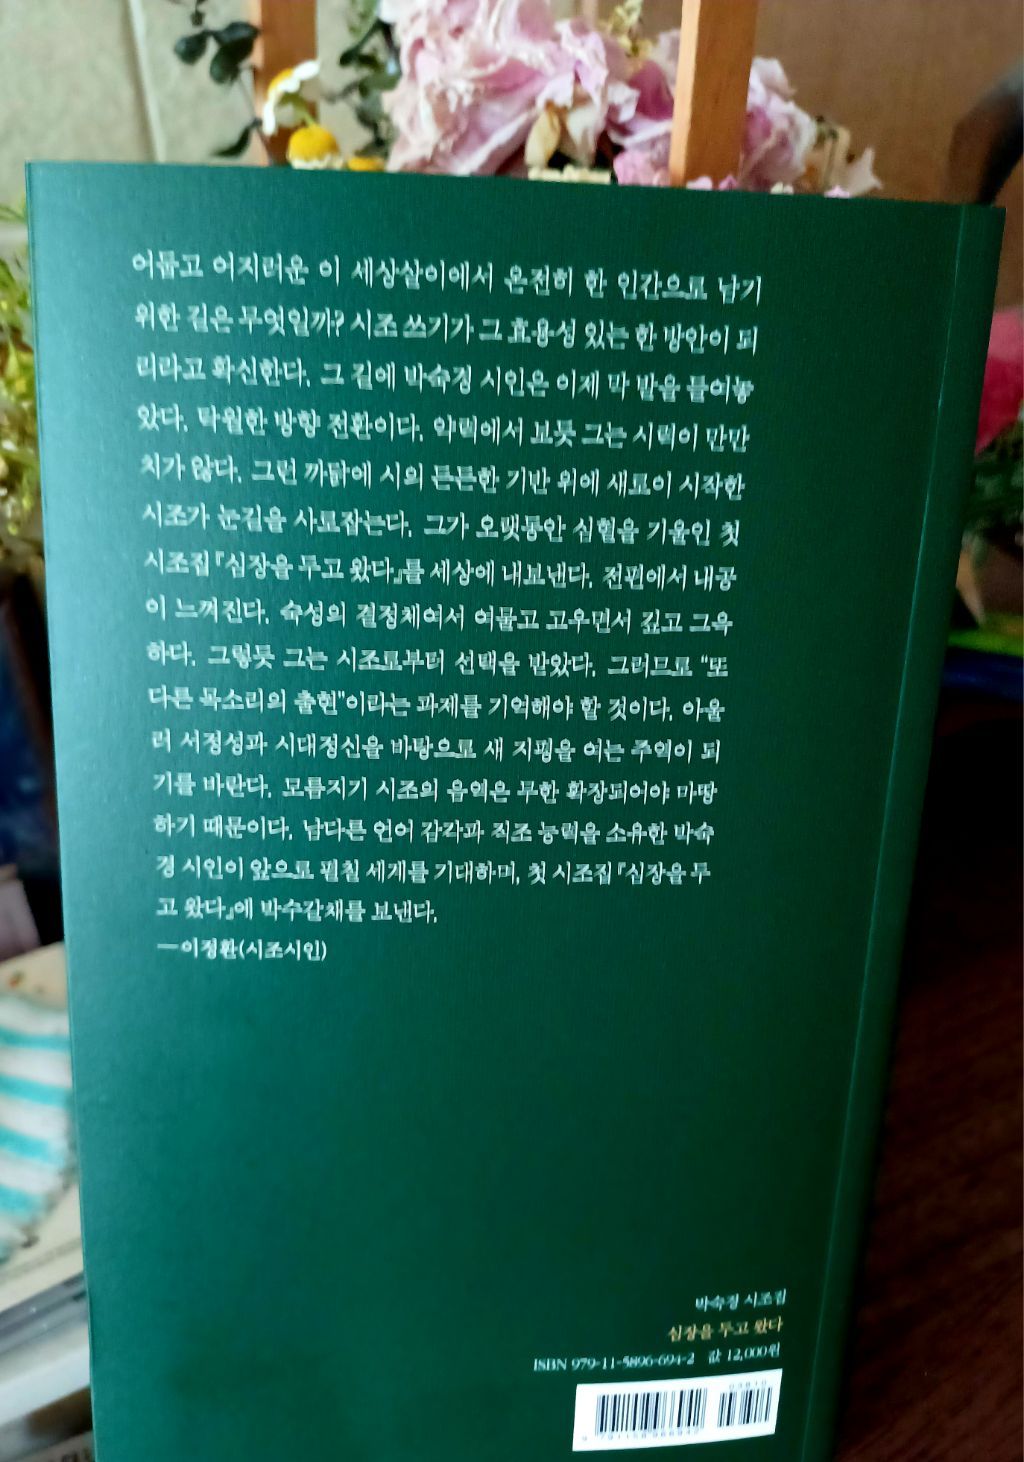 어둡고 어지러운 이 세상살이에서 온전히 한 인간으로 남기
위한 길은 무엇일까? 시조 쓰기가 그 효용성 있는 한 방안이 되
리라고 확신한다. 그 길에 박숙경 시인은 이제 막 발을 들여놓
았다. 탁월한 방향 전환이다. 약력에서 보듯 그는 시력이 만만
치가 않다. 그런 까닭에 시의 튼튼한 기반 위에 새로이 시작한
시조가 눈길을 사로잡는다. 그가 오랫동안 심혈을 기울인 첫
시조집 『심장을 두고 왔다』를 세상에 내보낸다. 전편에서 내공
이 느껴진다. 숙성의 결정체여서 여물고 고우면서 깊고 그윽
하다. 그렇듯 그는 시조로부터 선택을 받았다. 그러므로 “또
다른 목소리의 출현”이라는 과제를 기억해야 할 것이다. 아울
러 서정성과 시대정신을 바탕으로 새 지평을 여는 주역이 되
기를 바란다. 모름지기 시조의 음역은 무한 확장되어야 마땅
하기 때문이다. 남다른 언어 감각과 직조 능력을 소유한 박숙
경 시인이 앞으로 펼칠 세계를 기대하며, 첫 시조집 『심장을 두
고 왔다』에 박수갈채를 보낸다.
—이정환(시조시인)
박숙경 시조집
심장을 두고 왔다
ISBN 979-11-5896-694-2 값 12,000원
03810
9 791158 966942